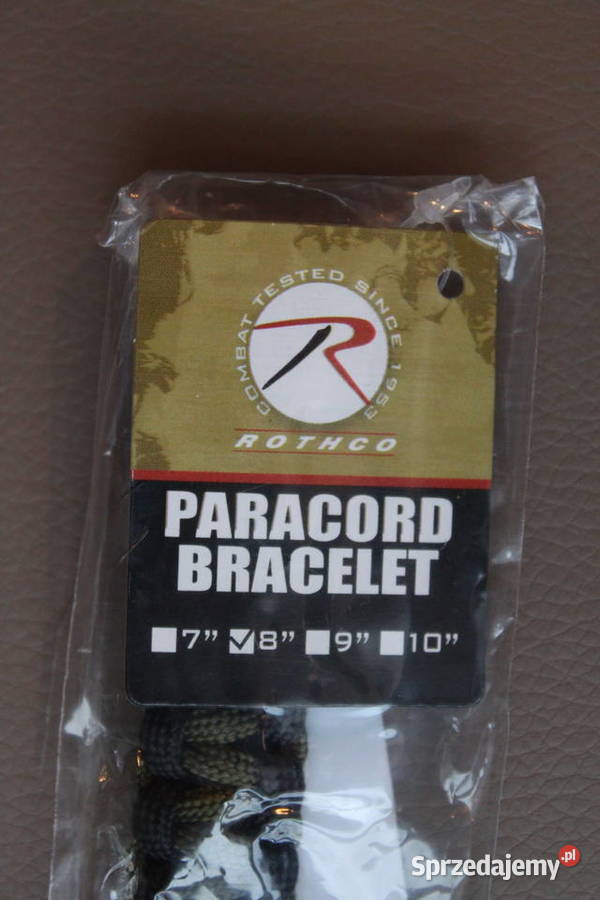 COMBAT TESTED SINCE 1953
R
ROTHCO
PARACORD
BRACELET
7” 8” 9” 10”
Sprzedajemy.pl